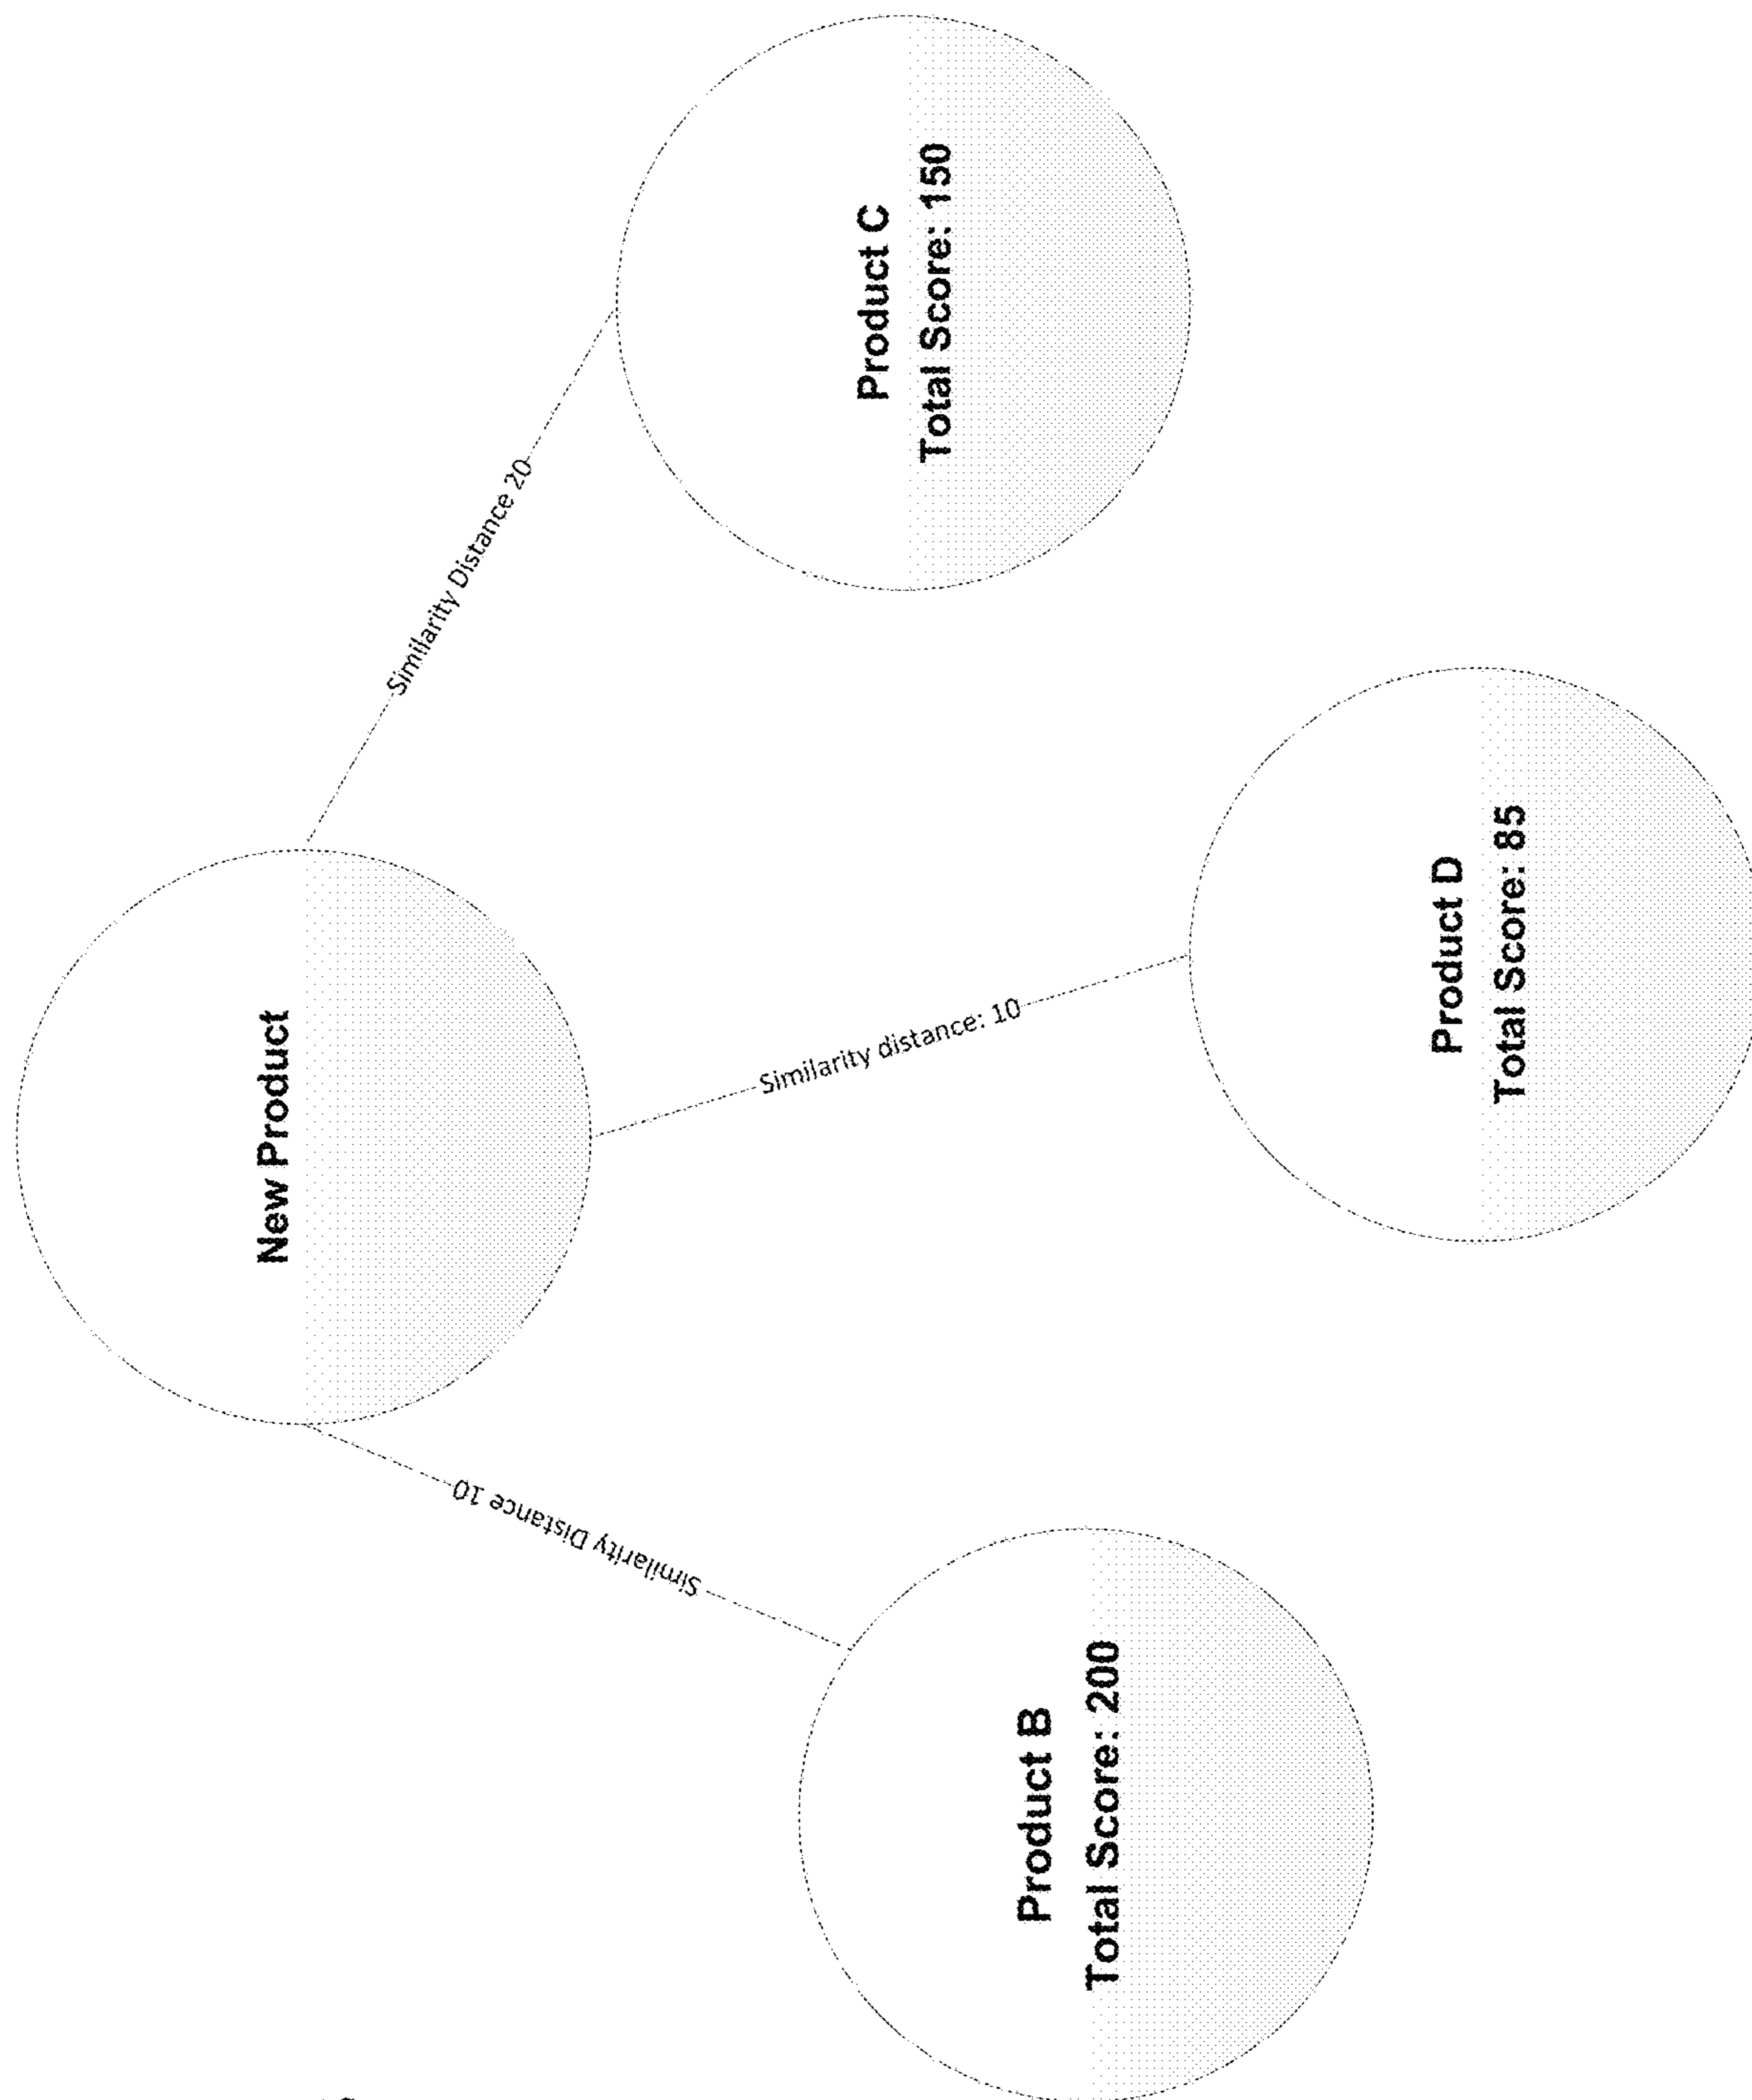 New Product
Similarity Distance 10
Similarity distance: 10
Similarity Distance 20
Product B
Total Score: 200
Product D
Total Score: 85
Product C
Total Score: 150